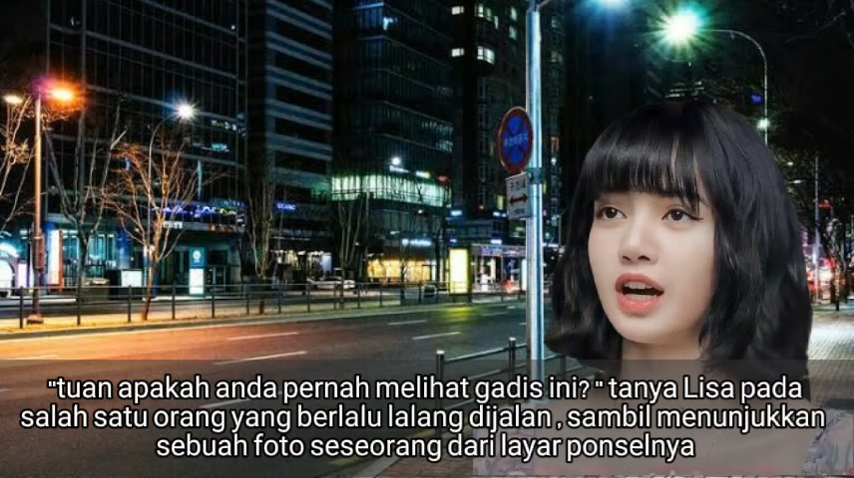 "tuan apakah anda pernah melihat gadis ini? " tanya Lisa pada
salah satu orang yang berlalu lalang dijalan , sambil menunjukkan
sebuah foto seseorang dari layar ponselnya